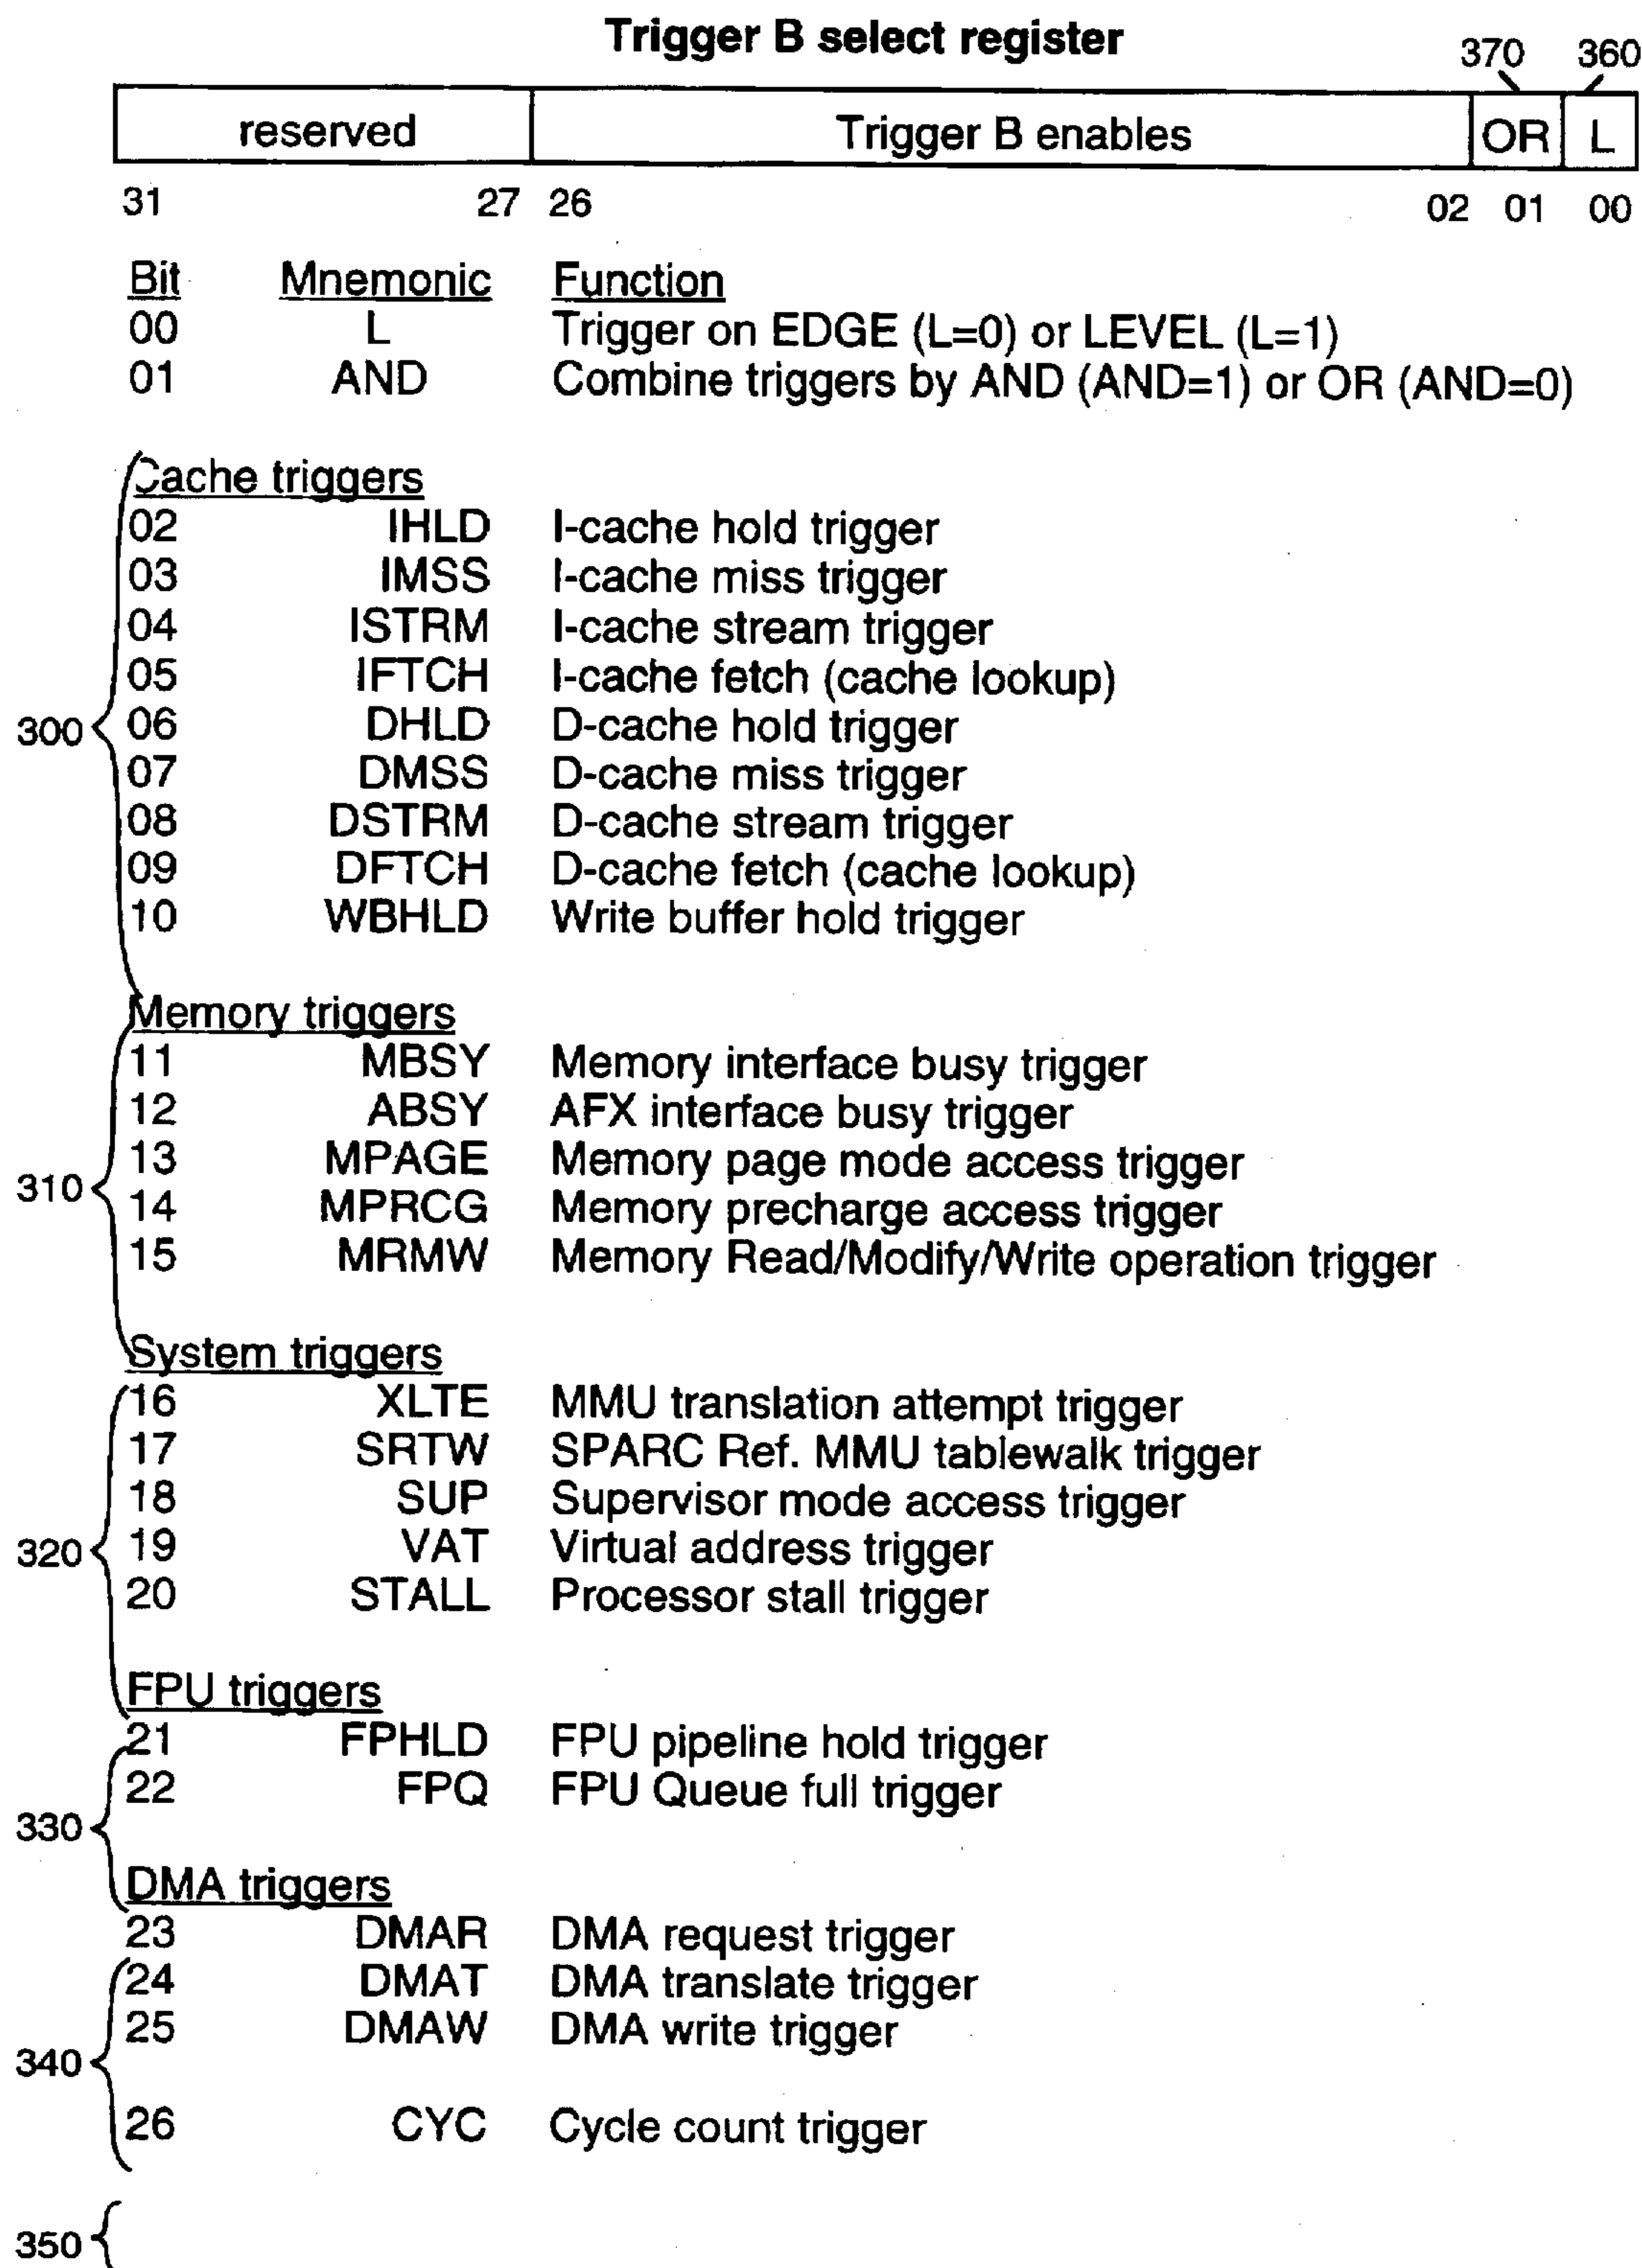 Trigger B select register
370 360
reserved Trigger B enables OR L
31 27 26 02 01 00
Bit Mnemonic Function
00 L Trigger on EDGE (L=0) or LEVEL (L=1)
01 AND Combine triggers by AND (AND=1) or OR (AND=0)
Cache triggers
02 IHLD I-cache hold trigger
03 IMSS I-cache miss trigger
04 ISTRM I-cache stream trigger
05 IFTCH I-cache fetch (cache lookup)
300 06 DHLD D-cache hold trigger
07 DMSS D-cache miss trigger
08 DSTRM D-cache stream trigger
09 DFTCH D-cache fetch (cache lookup)
10 WBHLD Write buffer hold trigger
Memory triggers
11 MBSY Memory interface busy trigger
12 ABSY AFX interface busy trigger
13 MPAGE Memory page mode access trigger
310 14 MPRCG Memory precharge access trigger
15 MRMW Memory Read/Modify/Write operation trigger
System triggers
16 XLTE MMU translation attempt trigger
17 SRTW SPARC Ref. MMU tablewalk trigger
18 SUP Supervisor mode access trigger
320 19 VAT Virtual address trigger
20 STALL Processor stall trigger
FPU triggers
21 FPHLD FPU pipeline hold trigger
22 FPQ FPU Queue full trigger
330
DMA triggers
23 DMAR DMA request trigger
24 DMAT DMA translate trigger
25 DMAW DMA write trigger
340
26 CYC Cycle count trigger
350